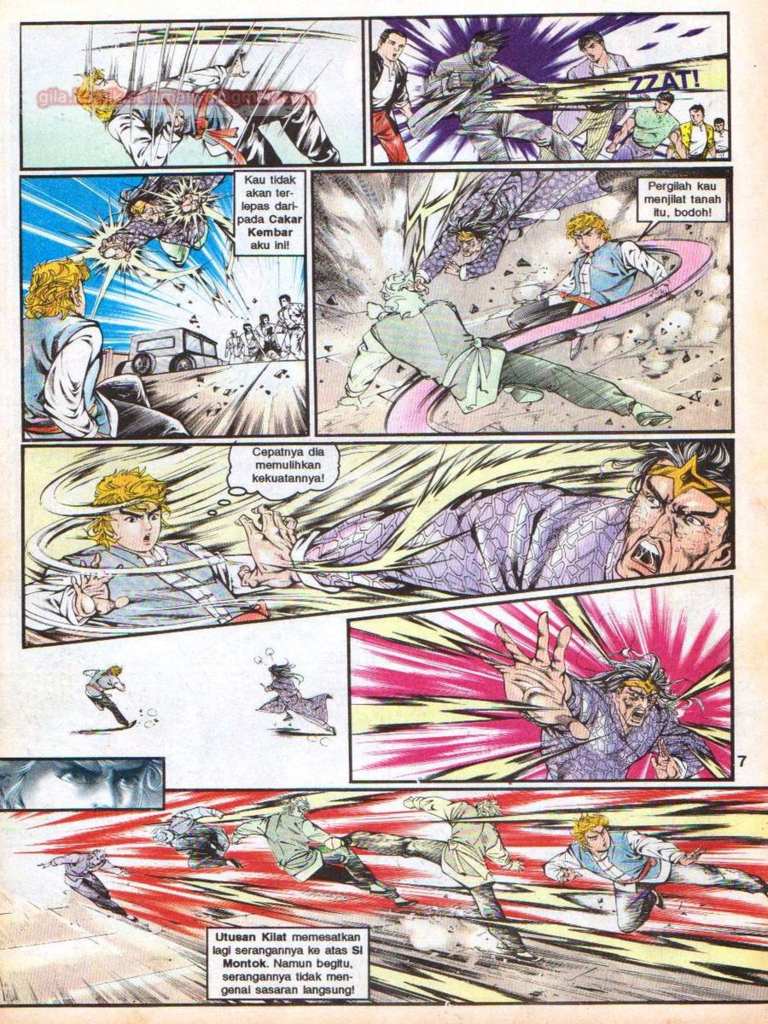 ZZAT!
Kau tidak
akan ter-
lepas dari-
pada Cakar
Kembar
aku ini!
Pergilah kau
menjilat tanah
itu, bodoh!
Cepatnya dia
memulihkan
kekuatannya!
7
Utusan Kilat memesatkan
lagi serangannya ke atas Si
Montok. Namun begitu,
serangannya tidak men-
genai sasaran langsung!